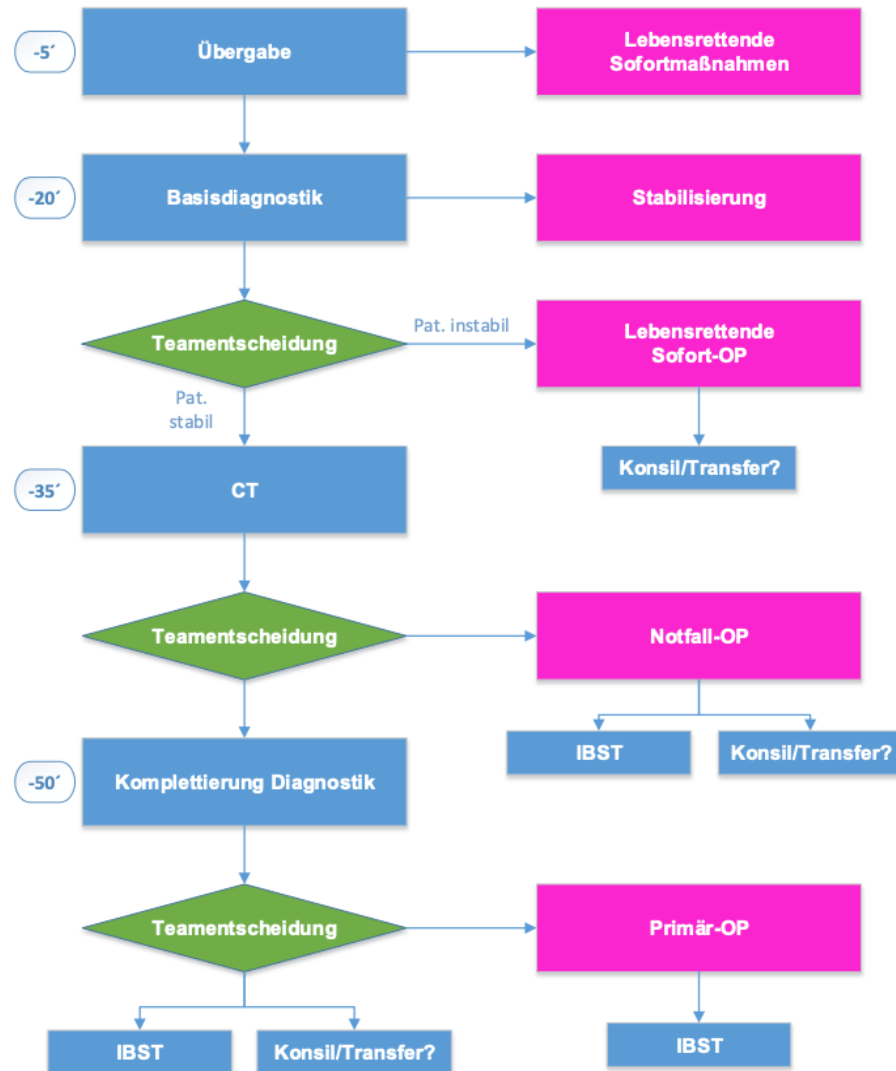 -5´
Übergabe
Lebensrettende
Sofortmaßnahmen
-20´
Basisdiagnostik
Stabilisierung
Teamentscheidung
Pat. instabil
Lebensrettende
Sofort-OP
Pat.
stabil
Konsil/Transfer?
-35´
CT
Teamentscheidung
Notfall-OP
IBST
Konsil/Transfer?
-50´
Komplettierung Diagnostik
Teamentscheidung
Primär-OP
IBST
Konsil/Transfer?
IBST